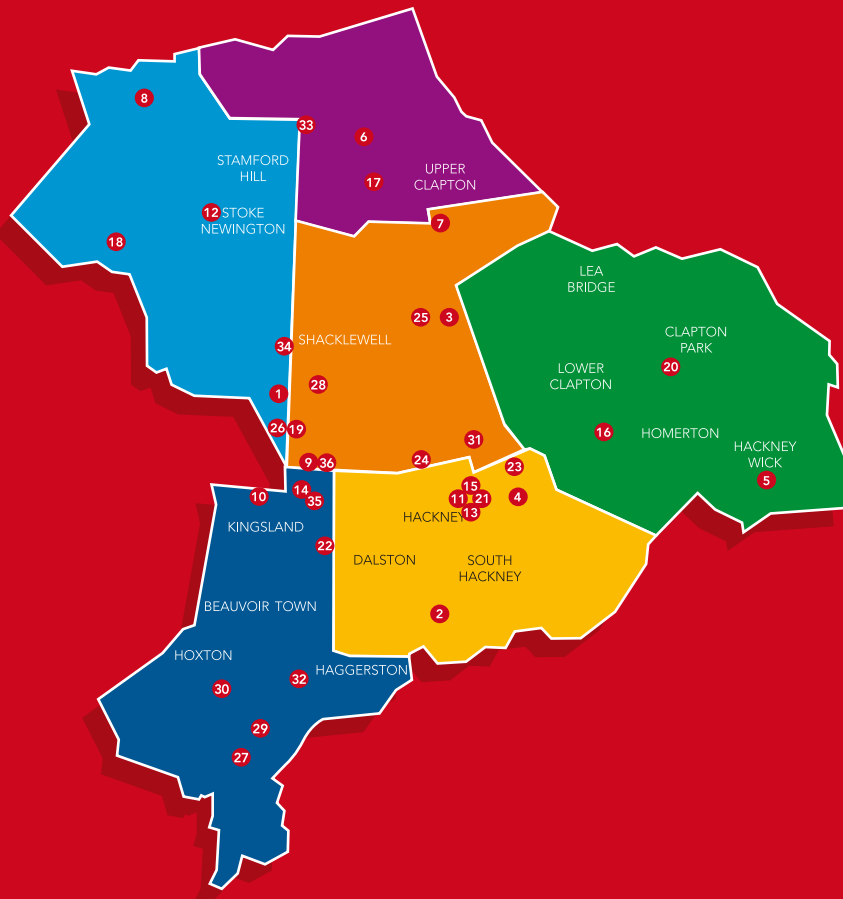 8
33
6
STAMFORD
HILL
UPPER
CLAPTON
17
12
STOKE
NEWINGTON
18
7
LEA
BRIDGE
25
3
CLAPTON
PARK
34
SHACKLEWELL
20
LOWER
CLAPTON
28
1
26
19
16
HOMERTON
31
HACKNEY
WICK
9
36
24
23
5
14
35
10
15
11
21
4
13
HACKNEY
KINGSLAND
22
DALSTON
SOUTH
HACKNEY
BEAUVOIR TOWN
2
HOXTON
HAGGERSTON
32
30
29
27